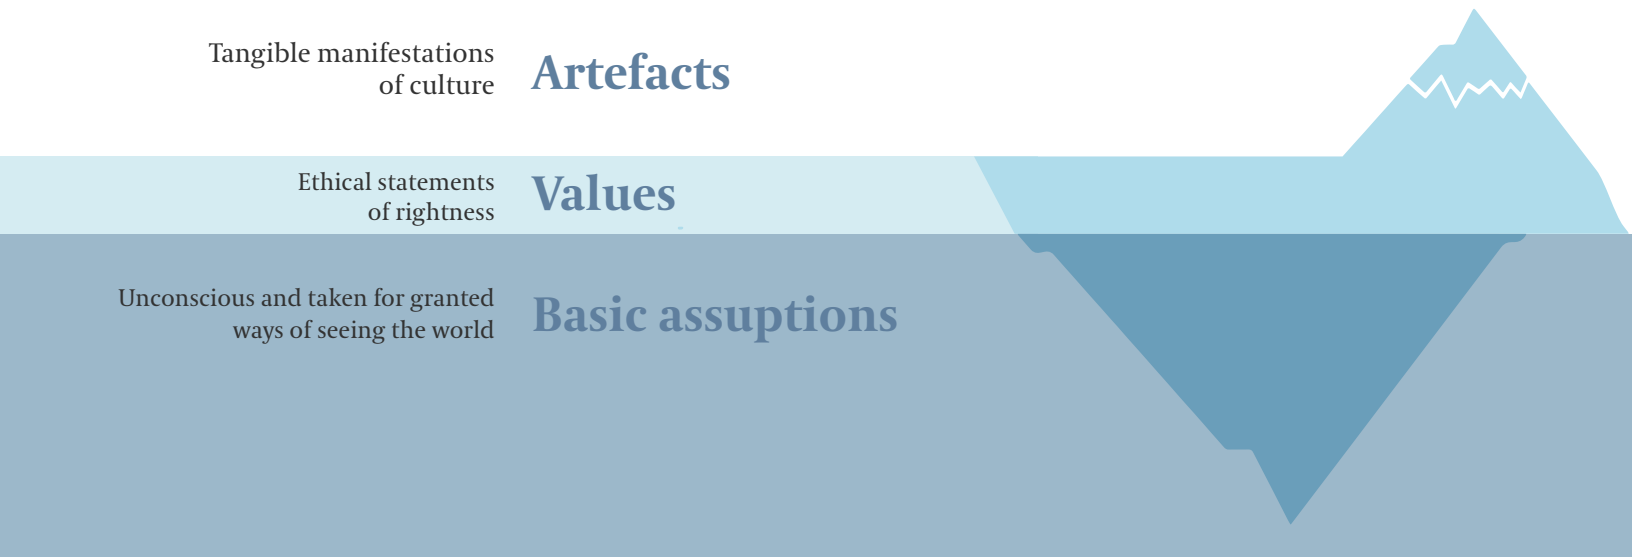 Tangible manifestations
of culture
Artefacts
Ethical statements
of rightness
Values
Unconscious and taken for granted
ways of seeing the world
Basic assuptions